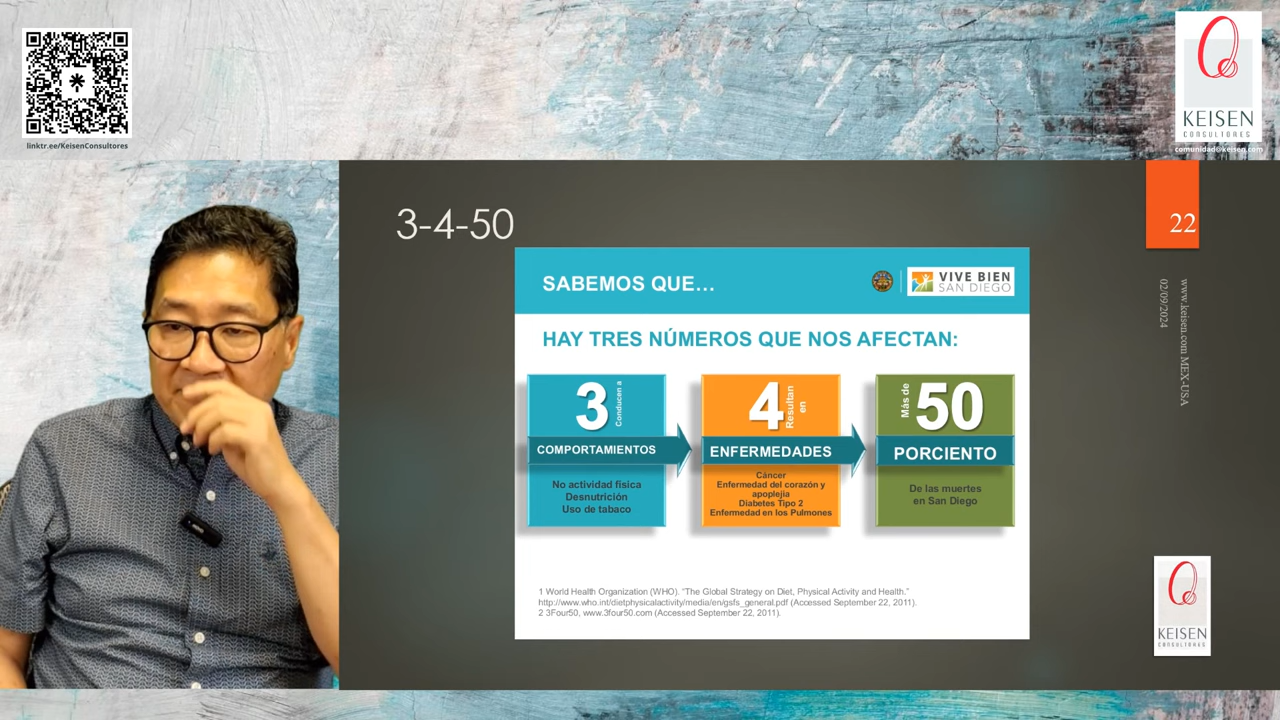 linktr.ee/KeisenConsultores
KEISEN
CONSULTORES
comunidad@keisen.com
3-4-50
22
www.keisen.com MEX-USA
02/09/2024
SABEMOS QUE...
VIVE BIEN
SAN DIEGO
HAY TRES NÚMEROS QUE NOS AFECTAN:
3
Conducen a
COMPORTAMIENTOS
No actividad física
Desnutrición
Uso de tabaco
4
Resultan
en
ENFERMEDADES
Cáncer
Enfermedad del corazón y
apoplejia
Diabetes Tipo 2
Enfermedad en los Pulmones
Más de
50
PORCIENTO
De las muertes
en San Diego
1 World Health Organization (WHO). "The Global Strategy on Diet, Physical Activity and Health."
http://www.who.int/dietphysicalactivity/media/en/gsfs_general.pdf (Accessed September 22, 2011).
2 3Four50, www.3four50.com (Accessed September 22, 2011).
KEISEN
CONSULTORES